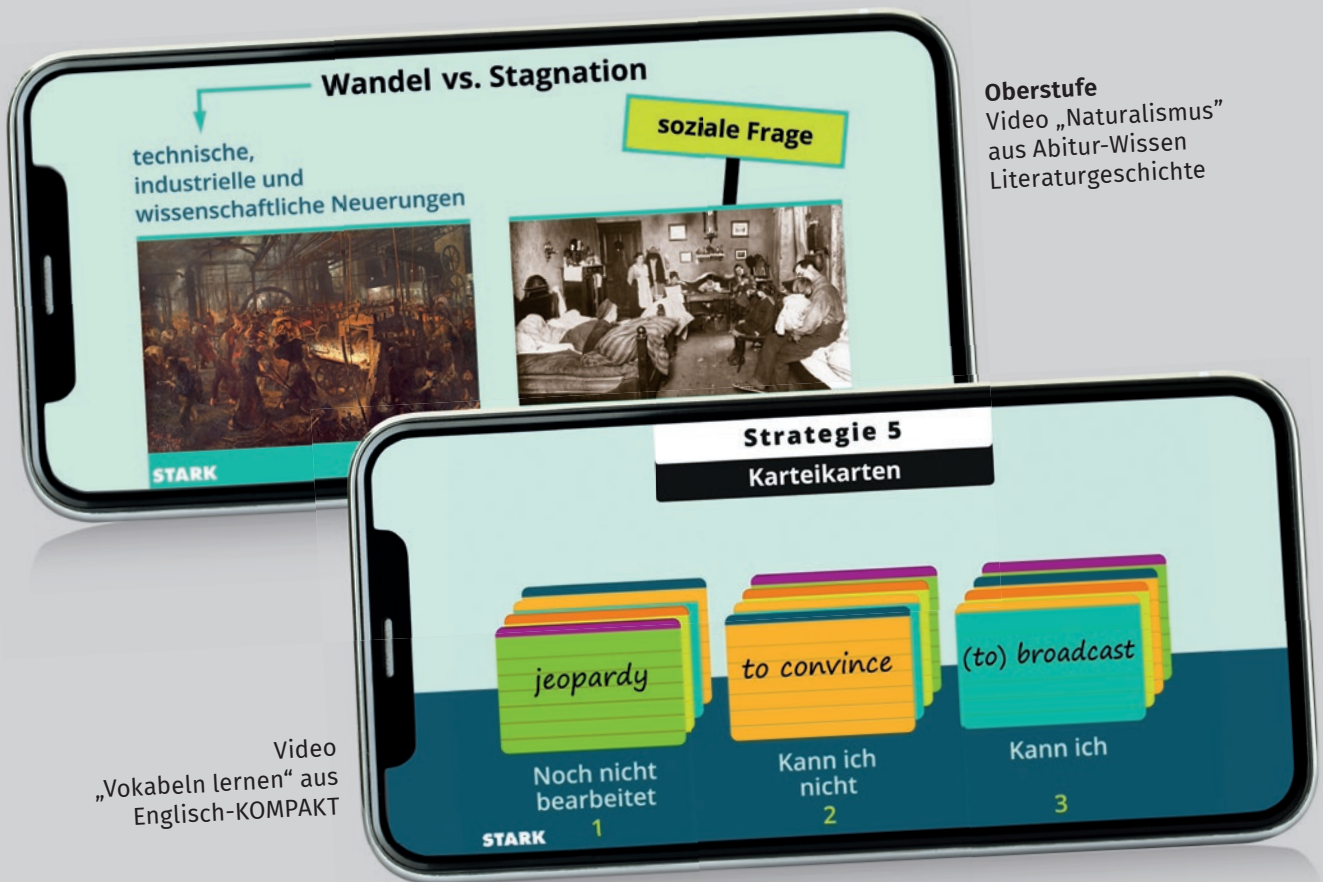 Wandel vs. Stagnation
technische,
industrielle und
wissenschaftliche Neuerungen
soziale Frage
STARK
Oberstufe
Video „Naturalismus”
aus Abitur-Wissen
Literaturgeschichte
Strategie 5
Karteikarten
jeopardy
to convince
(to) broadcast
Noch nicht
bearbeitet
1
Kann ich
nicht
2
Kann ich
3
STARK
Video
„Vokabeln lernen“ aus
Englisch-KOMPAKT